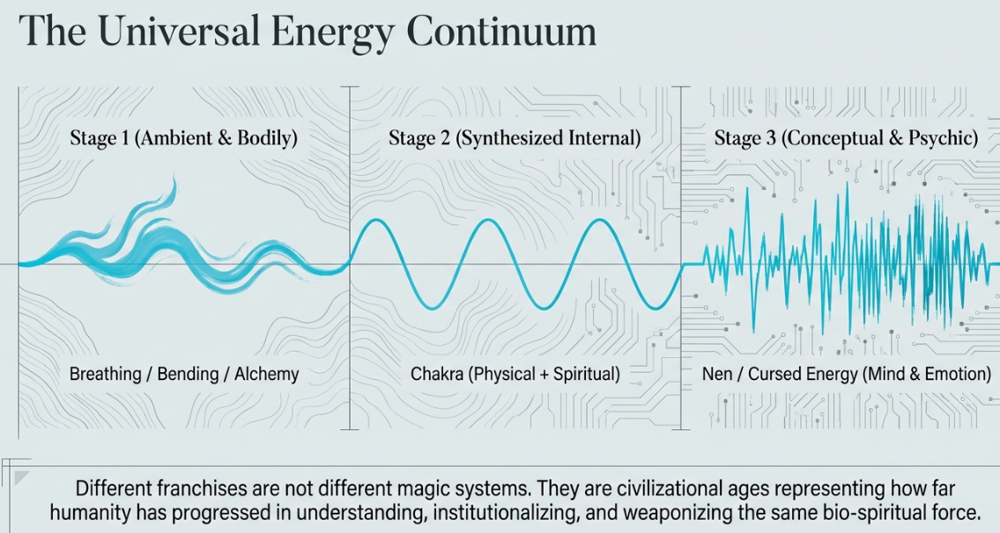 The Universal Energy Continuum
Stage 1 (Ambient & Bodily)
Stage 2 (Synthesized Internal)
Stage 3 (Conceptual & Psychic)
Breathing / Bending / Alchemy
Chakra (Physical + Spiritual)
Nen / Cursed Energy (Mind & Emotion)
Different franchises are not different magic systems. They are civilizational ages representing how far
humanity has progressed in understanding, institutionalizing, and weaponizing the same bio-spiritual force.